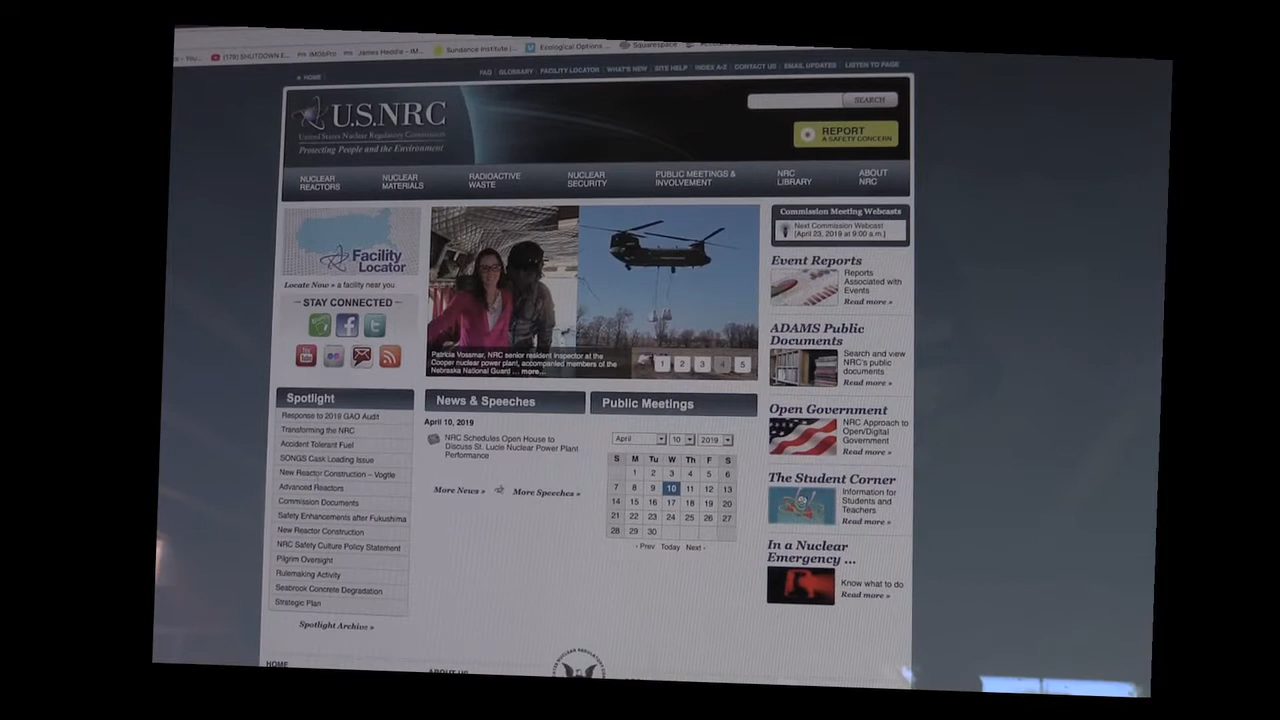 (179) SHUTDOWN E...
IMDbPro
James Heddle - IM...
Sundance Institute |...
Ecological Options ...
Squarespace
HOME
FAQ | GLOSSARY | FACILITY LOCATOR | WHAT'S NEW | SITE HELP | INDEX A-Z | CONTACT US | EMAIL UPDATES | LISTEN TO PAGE
U.S.NRC
United States Nuclear Regulatory Commission
Protecting People and the Environment
SEARCH
REPORT
A SAFETY CONCERN
NUCLEAR REACTORS
NUCLEAR MATERIALS
RADIOACTIVE WASTE
NUCLEAR SECURITY
PUBLIC MEETINGS & INVOLVEMENT
NRC LIBRARY
ABOUT NRC
Facility
Locator
Locate Now » a facility near you
STAY CONNECTED
You
Patricia Vossmar, NRC senior resident inspector at the
Cooper nuclear power plant, accompanied members of the
Nebraska National Guard ... more...
1 2 3 4 5
Commission Meeting Webcasts
Next Commission Webcast
[April 23, 2019 at 9:00 a.m.]
Event Reports
Reports
Associated with
Events
Read more »
ADAMS Public
Documents
Search and view
NRC's public
documents
Read more »
Open Government
NRC Approach to
Open/Digital
Government
Read more »
The Student Corner
Information for
Students and
Teachers
Read more »
In a Nuclear
Emergency ...
Know what to do
Read more »
Spotlight
Response to 2019 GAO Audit
Transforming the NRC
Accident Tolerant Fuel
SONGS Cask Loading Issue
New Reactor Construction – Vogtle
Advanced Reactors
Commission Documents
Safety Enhancements after Fukushima
New Reactor Construction
NRC Safety Culture Policy Statement
Pilgrim Oversight
Rulemaking Activity
Seabrook Concrete Degradation
Strategic Plan
Spotlight Archive »
News & Speeches
April 10, 2019
NRC Schedules Open House to
Discuss St. Lucie Nuclear Power Plant
Performance
More News »
More Speeches »
Public Meetings
April 10 2019
S M Tu W Th F S
1 2 3 4 5 6
7 8 9 10 11 12 13
14 15 16 17 18 19 20
21 22 23 24 25 26 27
28 29 30
‹ Prev Today Next ›
HOME
ABOUT US